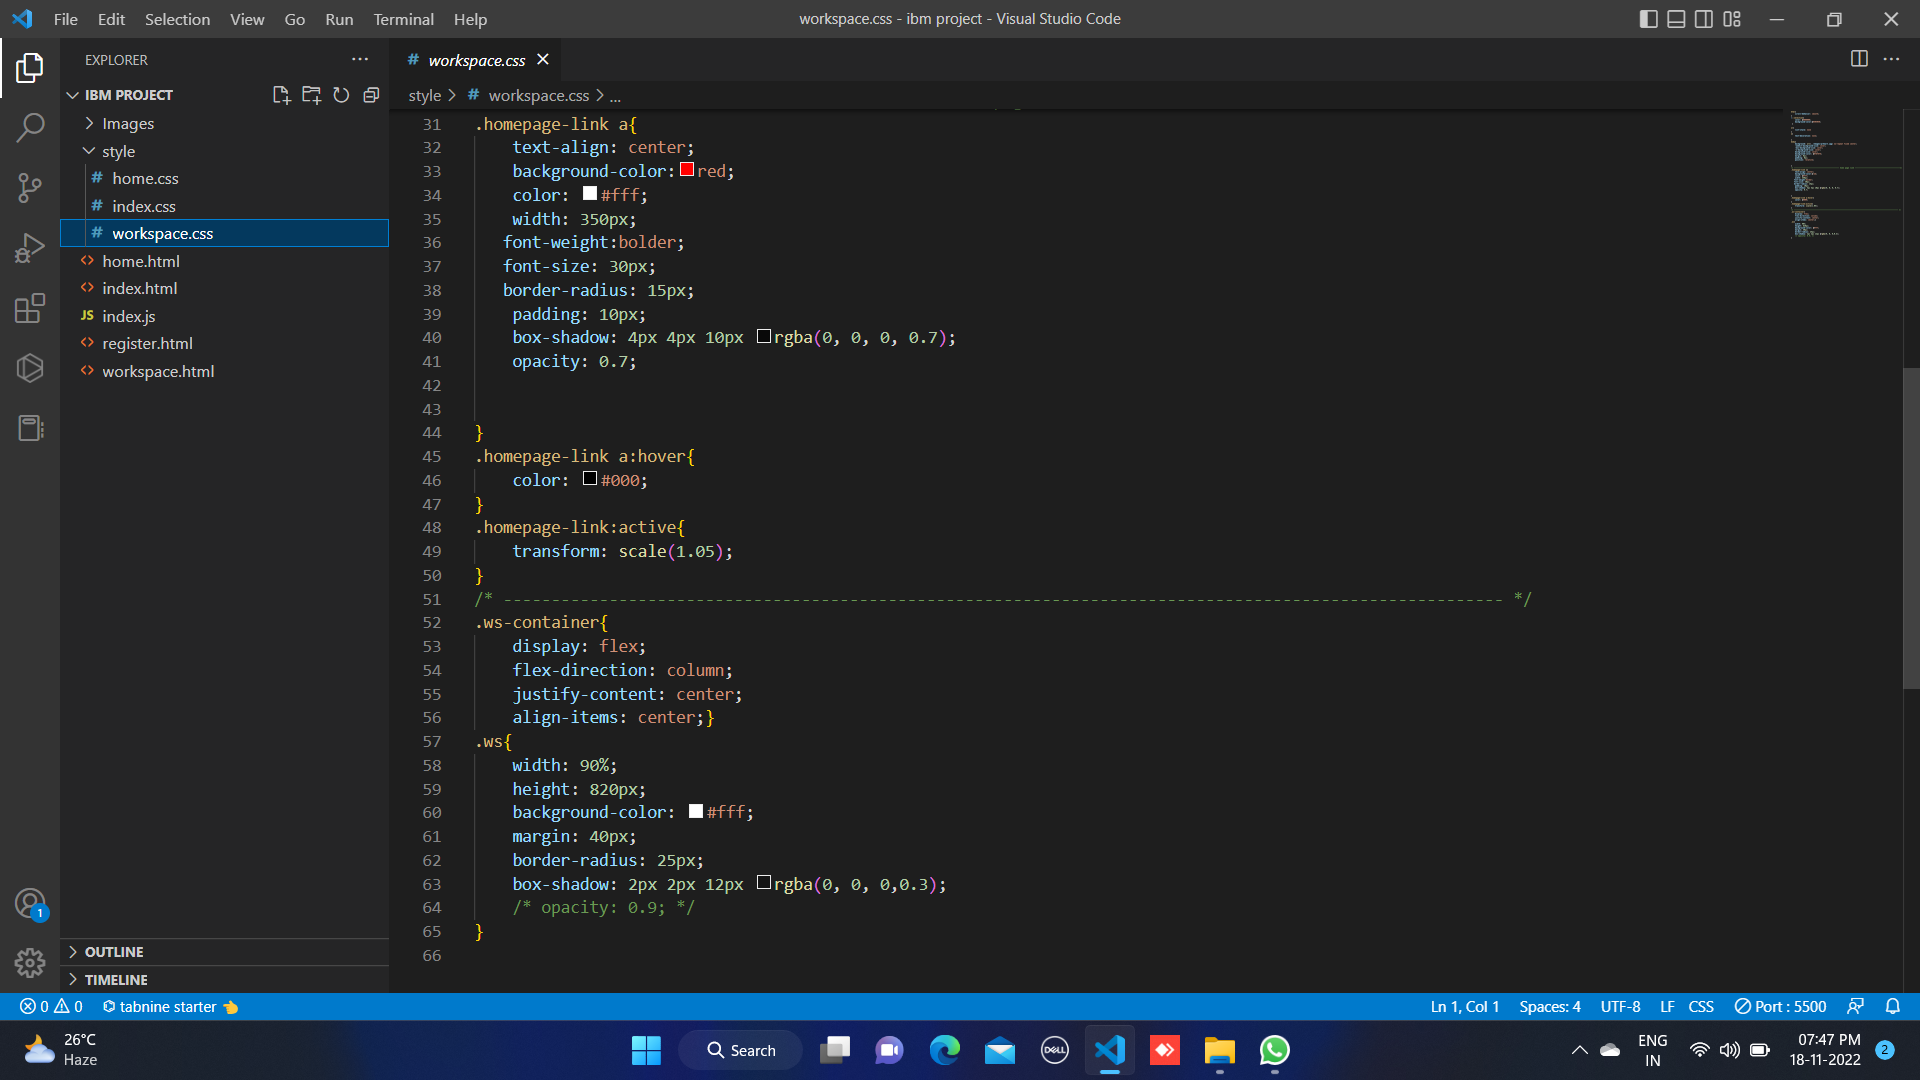 File Edit Selection View Go Run Terminal Help
workspace.css - ibm project - Visual Studio Code
EXPLORER
IBM PROJECT
Images
style
# home.css
# index.css
# workspace.css
<> home.html
<> index.html
JS index.js
<> register.html
<> workspace.html
OUTLINE
TIMELINE
1
# workspace.css
style > # workspace.css > ...
31 .homepage-link a{
32     text-align: center;
33     background-color: red;
34     color: #fff;
35     width: 350px;
36    font-weight:bolder;
37    font-size: 30px;
38    border-radius: 15px;
39     padding: 10px;
40     box-shadow: 4px 4px 10px rgba(0, 0, 0, 0.7);
41     opacity: 0.7;
42
43
44 }
45 .homepage-link a:hover{
46     color: #000;
47 }
48 .homepage-link:active{
49     transform: scale(1.05);
50 }
51 /* -------------------------------------------------------------------------------------------------------- */
52 .ws-container{
53     display: flex;
54     flex-direction: column;
55     justify-content: center;
56     align-items: center;}
57 .ws{
58     width: 90%;
59     height: 820px;
60     background-color: #fff;
61     margin: 40px;
62     border-radius: 25px;
63     box-shadow: 2px 2px 12px rgba(0, 0, 0,0.3);
64     /* opacity: 0.9; */
65 }
66
0 0 tabnine starter Ln 1, Col 1 Spaces: 4 UTF-8 LF CSS Port : 5500
26°C
Haze
Search
DELL
ENG
IN
07:47 PM
18-11-2022
2